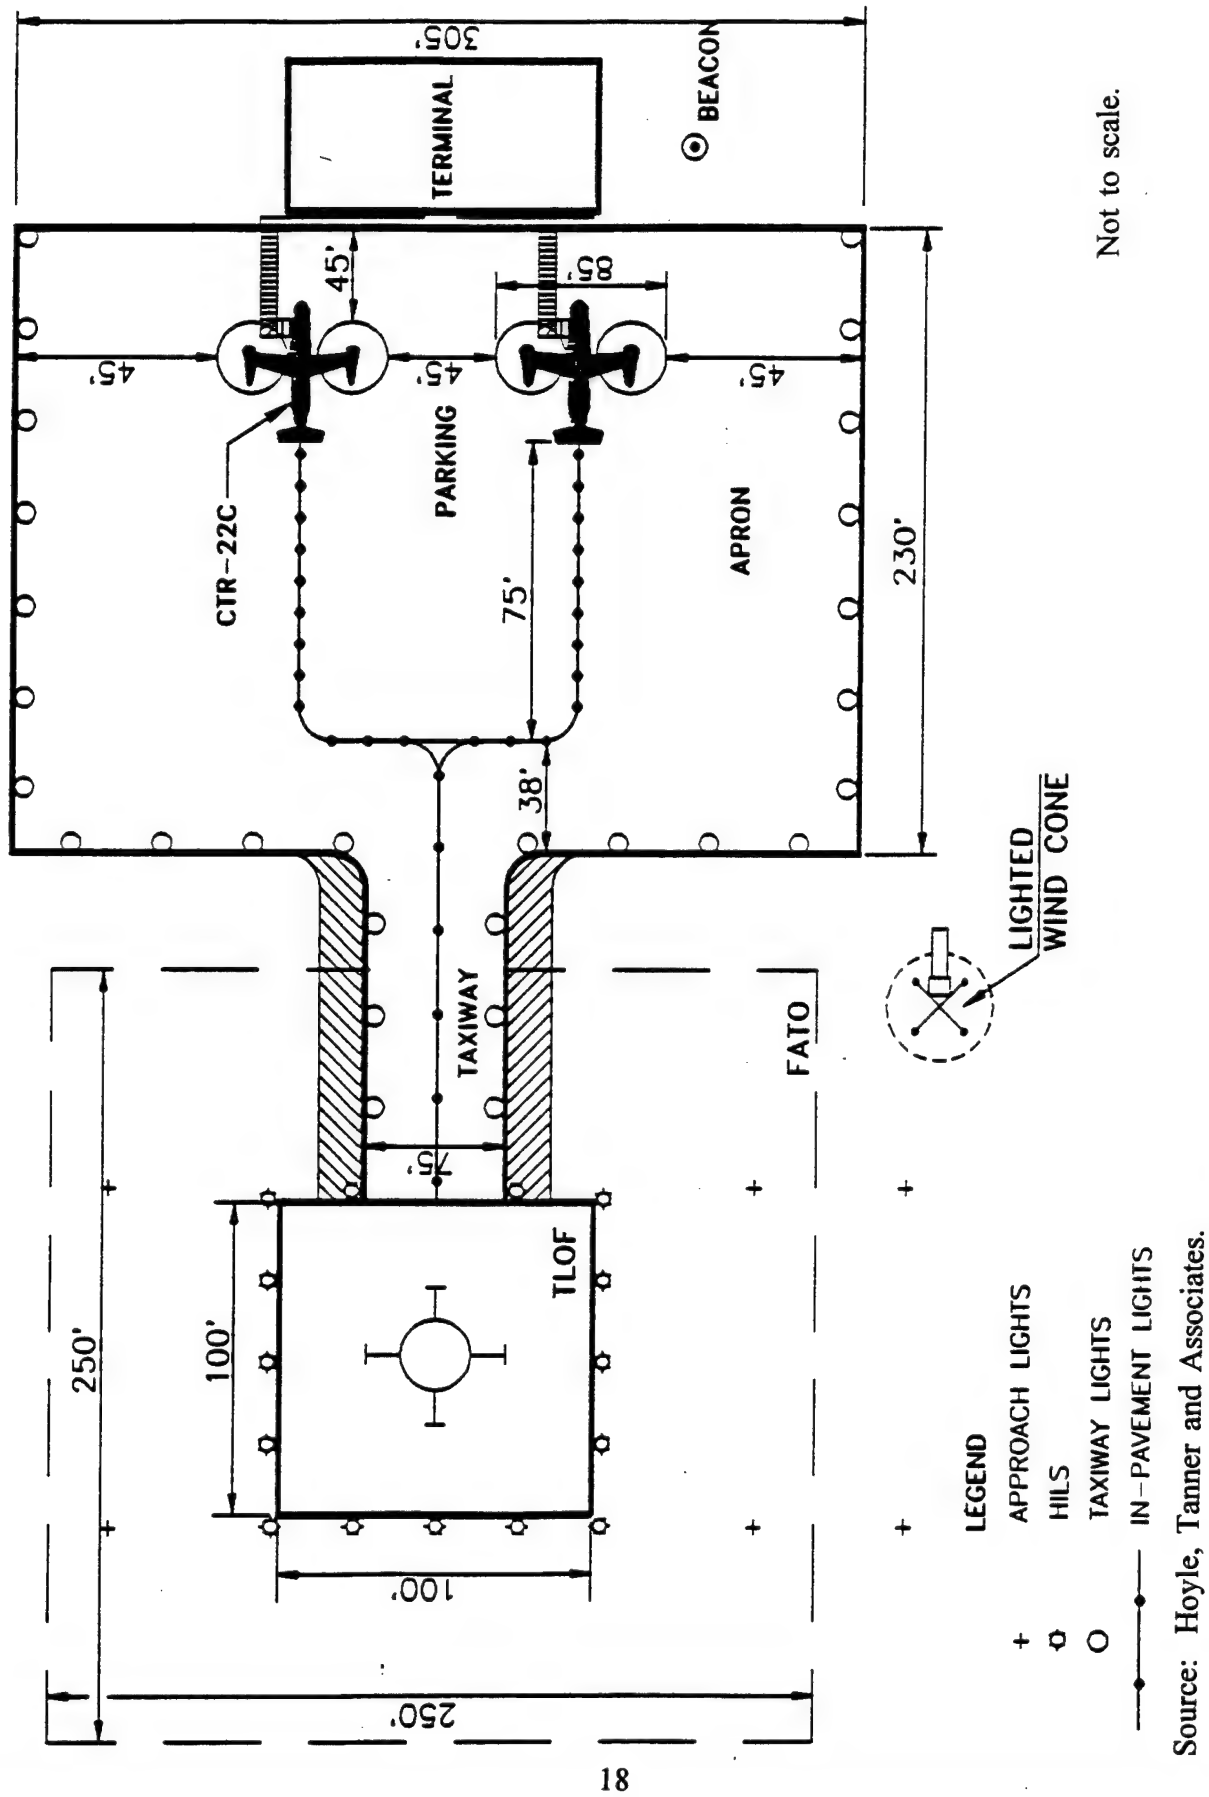 305'
TERMINAL
BEACON
45'
85'
45'
45'
45'
CTR-22C
PARKING
APRON
75'
230'
38'
LIGHTED
WIND CONE
TAXIWAY
FATO
75'
250'
100'
TLOF
100'
250'
LEGEND
APPROACH LIGHTS
HILS
TAXIWAY LIGHTS
IN-PAVEMENT LIGHTS
Not to scale.
Source: Hoyle, Tanner and Associates.
18